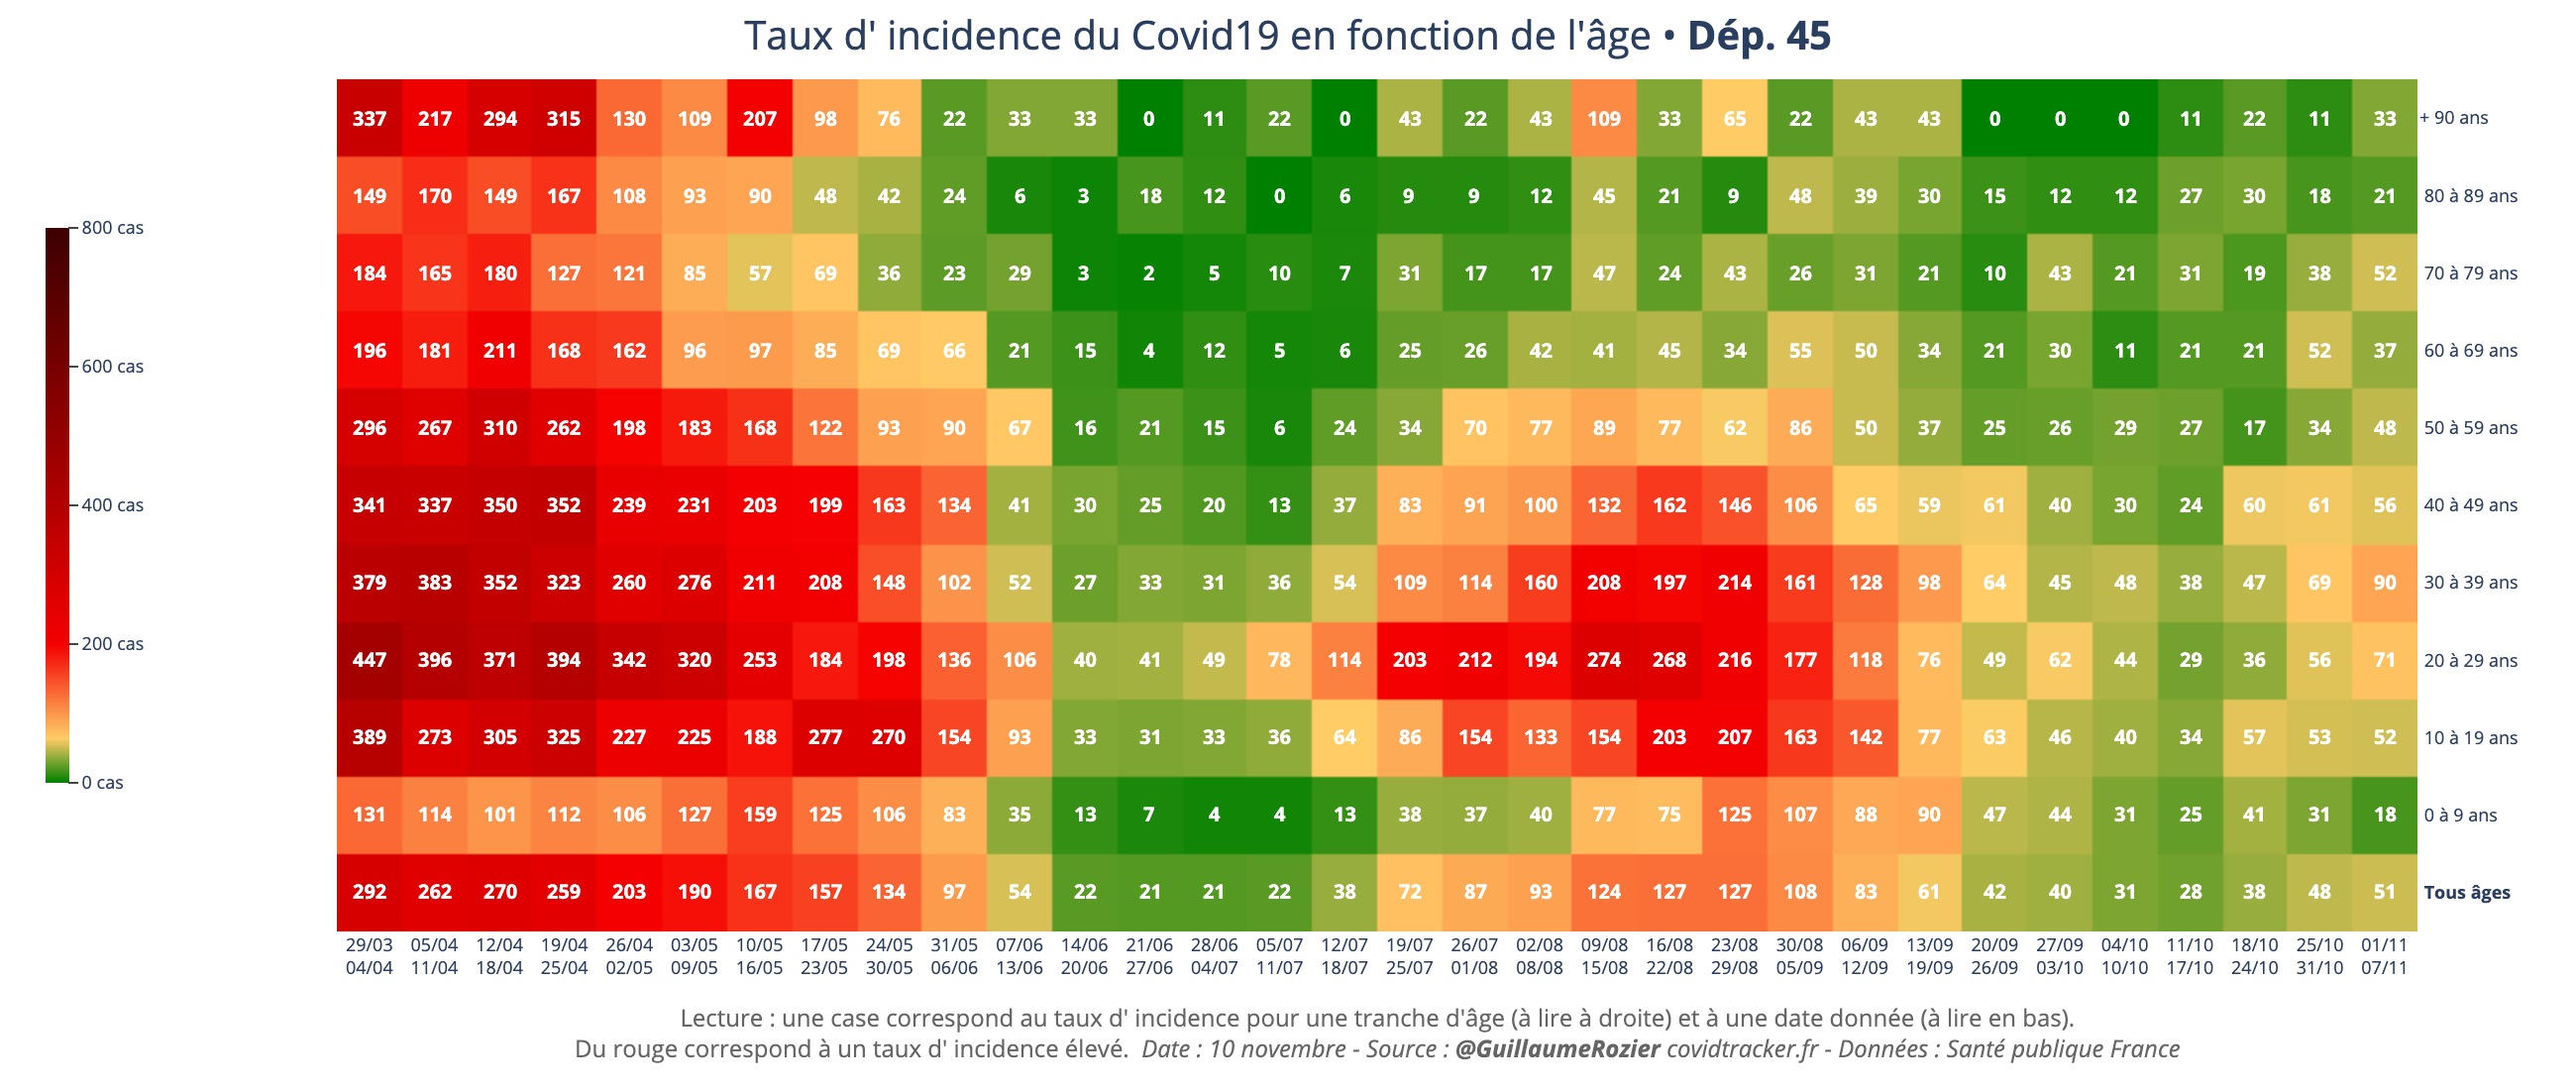 Taux d' incidence du Covid19 en fonction de l'âge • Dép. 45
800 cas
600 cas
400 cas
200 cas
0 cas
337 217 294 315 130 109 207 98 76 22 33 33 0 11 22 0 43 22 43 109 33 65 22 43 43 0 0 0 11 22 11 33 + 90 ans
149 170 149 167 108 93 90 48 42 24 6 3 18 12 0 6 9 9 12 45 21 9 48 39 30 15 12 12 27 30 18 21 80 à 89 ans
184 165 180 127 121 85 57 69 36 23 29 3 2 5 10 7 31 17 17 47 24 43 26 31 21 10 43 21 31 19 38 52 70 à 79 ans
196 181 211 168 162 96 97 85 69 66 21 15 4 12 5 6 25 26 42 41 45 34 55 50 34 21 30 11 21 21 52 37 60 à 69 ans
296 267 310 262 198 183 168 122 93 90 67 16 21 15 6 24 34 70 77 89 77 62 86 50 37 25 26 29 27 17 34 48 50 à 59 ans
341 337 350 352 239 231 203 199 163 134 41 30 25 20 13 37 83 91 100 132 162 146 106 65 59 61 40 30 24 60 61 56 40 à 49 ans
379 383 352 323 260 276 211 208 148 102 52 27 33 31 36 54 109 114 160 208 197 214 161 128 98 64 45 48 38 47 69 90 30 à 39 ans
447 396 371 394 342 320 253 184 198 136 106 40 41 49 78 114 203 212 194 274 268 216 177 118 76 49 62 44 29 36 56 71 20 à 29 ans
389 273 305 325 227 225 188 277 270 154 93 33 31 33 36 64 86 154 133 154 203 207 163 142 77 63 46 40 34 57 53 52 10 à 19 ans
131 114 101 112 106 127 159 125 106 83 35 13 7 4 4 13 38 37 40 77 75 125 107 88 90 47 44 31 25 41 31 18 0 à 9 ans
292 262 270 259 203 190 167 157 134 97 54 22 21 21 22 38 72 87 93 124 127 127 108 83 61 42 40 31 28 38 48 51 Tous âges
29/03 05/04 12/04 19/04 26/04 03/05 10/05 17/05 24/05 31/05 07/06 14/06 21/06 28/06 05/07 12/07 19/07 26/07 02/08 09/08 16/08 23/08 30/08 06/09 13/09 20/09 27/09 04/10 11/10 18/10 25/10 01/11
04/04 11/04 18/04 25/04 02/05 09/05 16/05 23/05 30/05 06/06 13/06 20/06 27/06 04/07 11/07 18/07 25/07 01/08 08/08 15/08 22/08 29/08 05/09 12/09 19/09 26/09 03/10 10/10 17/10 24/10 31/10 07/11
Lecture : une case correspond au taux d' incidence pour une tranche d'âge (à lire à droite) et à une date donnée (à lire en bas).
Du rouge correspond à un taux d' incidence élevé. Date : 10 novembre - Source : @GuillaumeRozier covidtracker.fr - Données : Santé publique France